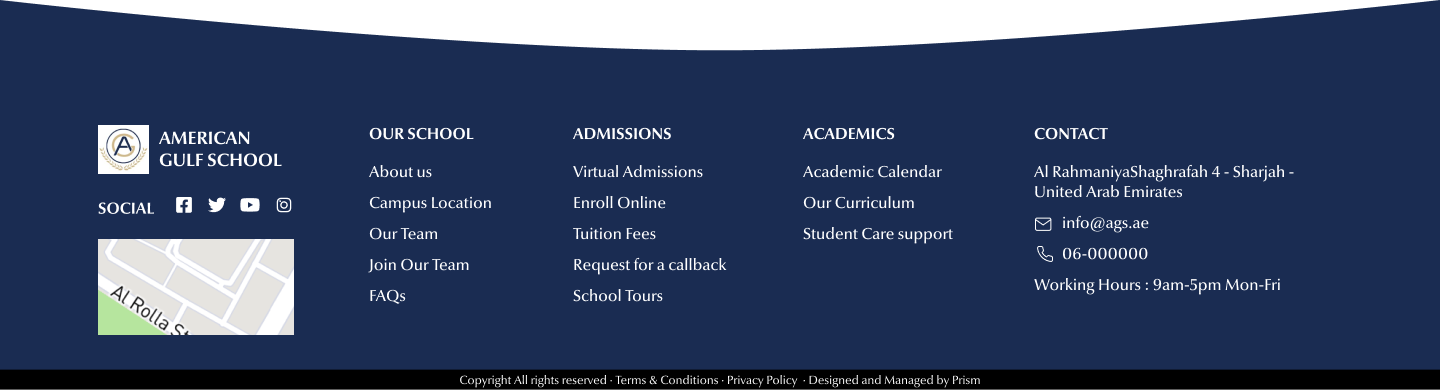 AMERICAN
GULF SCHOOL
SOCIAL
Al Rolla St
OUR SCHOOL
About us
Campus Location
Our Team
Join Our Team
FAQs
ADMISSIONS
Virtual Admissions
Enroll Online
Tuition Fees
Request for a callback
School Tours
ACADEMICS
Academic Calendar
Our Curriculum
Student Care support
CONTACT
Al RahmaniyaShaghrafah 4 - Sharjah -
United Arab Emirates
info@ags.ae
06-000000
Working Hours : 9am-5pm Mon-Fri
Copyright All rights reserved · Terms & Conditions · Privacy Policy · Designed and Managed by Prism